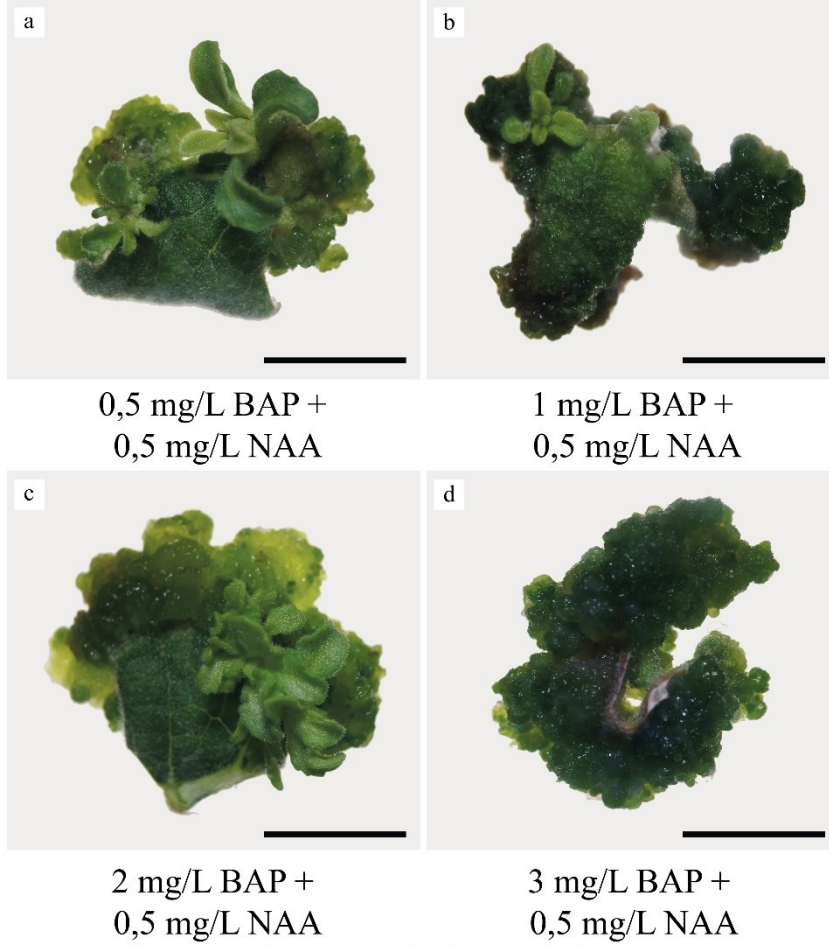 a
b
0,5 mg/L BAP +
0,5 mg/L NAA
1 mg/L BAP +
0,5 mg/L NAA
c
d
2 mg/L BAP +
0,5 mg/L NAA
3 mg/L BAP +
0,5 mg/L NAA